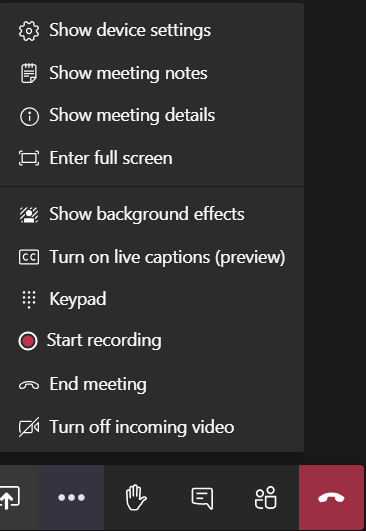 Show device settings
Show meeting notes
Show meeting details
Enter full screen
Show background effects
CC Turn on live captions (preview)
Keypad
Start recording
End meeting
Turn off incoming video